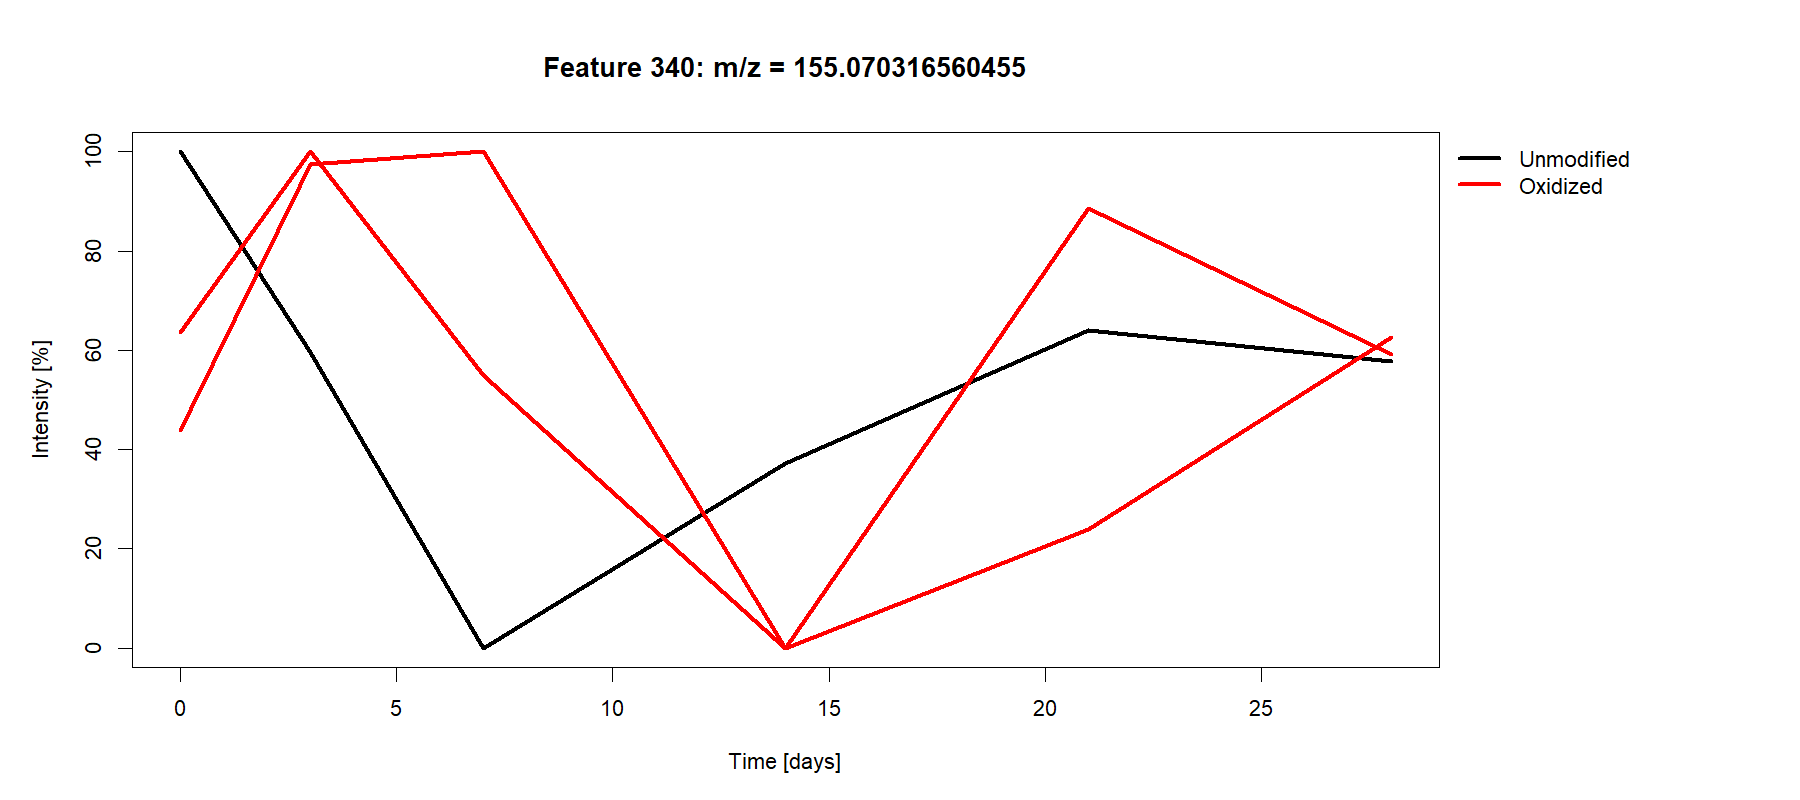 Feature 340: m/z = 155.070316560455
Unmodified
Oxidized
Intensity [%]
100
80
60
40
20
0
0 5 10 15 20 25
Time [days]